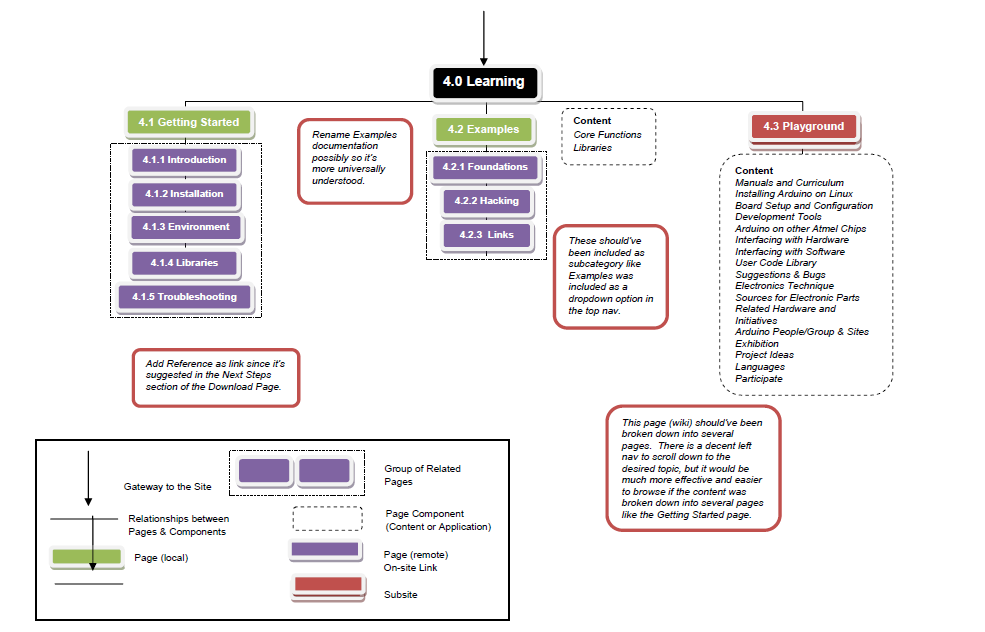 4.0 Learning
4.1 Getting Started
4.1.1 Introduction
4.1.2 Installation
4.1.3 Environment
4.1.4 Libraries
4.1.5 Troubleshooting
Rename Examples
documentation
possibly so it's
more universally
understood.
4.2 Examples
4.2.1 Foundations
4.2.2 Hacking
4.2.3 Links
Content
Core Functions
Libraries
These should've
been included as
subcategory like
Examples was
included as a
dropdown option in
the top nav.
4.3 Playground
Content
Manuals and Curriculum
Installing Arduino on Linux
Board Setup and Configuration
Development Tools
Arduino on other Atmel Chips
Interfacing with Hardware
Interfacing with Software
User Code Library
Suggestions & Bugs
Electronics Technique
Sources for Electronic Parts
Related Hardware and
Initiatives
Arduino People/Group & Sites
Exhibition
Project Ideas
Languages
Participate
Add Reference as link since it's
suggested in the Next Steps
section of the Download Page.
This page (wiki) should've been
broken down into several
pages. There is a decent left
nav to scroll down to the
desired topic, but it would be
much more effective and easier
to browse if the content was
broken down into several pages
like the Getting Started page.
Gateway to the Site
Relationships between
Pages & Components
Page (local)
Group of Related
Pages
Page Component
(Content or Application)
Page (remote)
On-site Link
Subsite